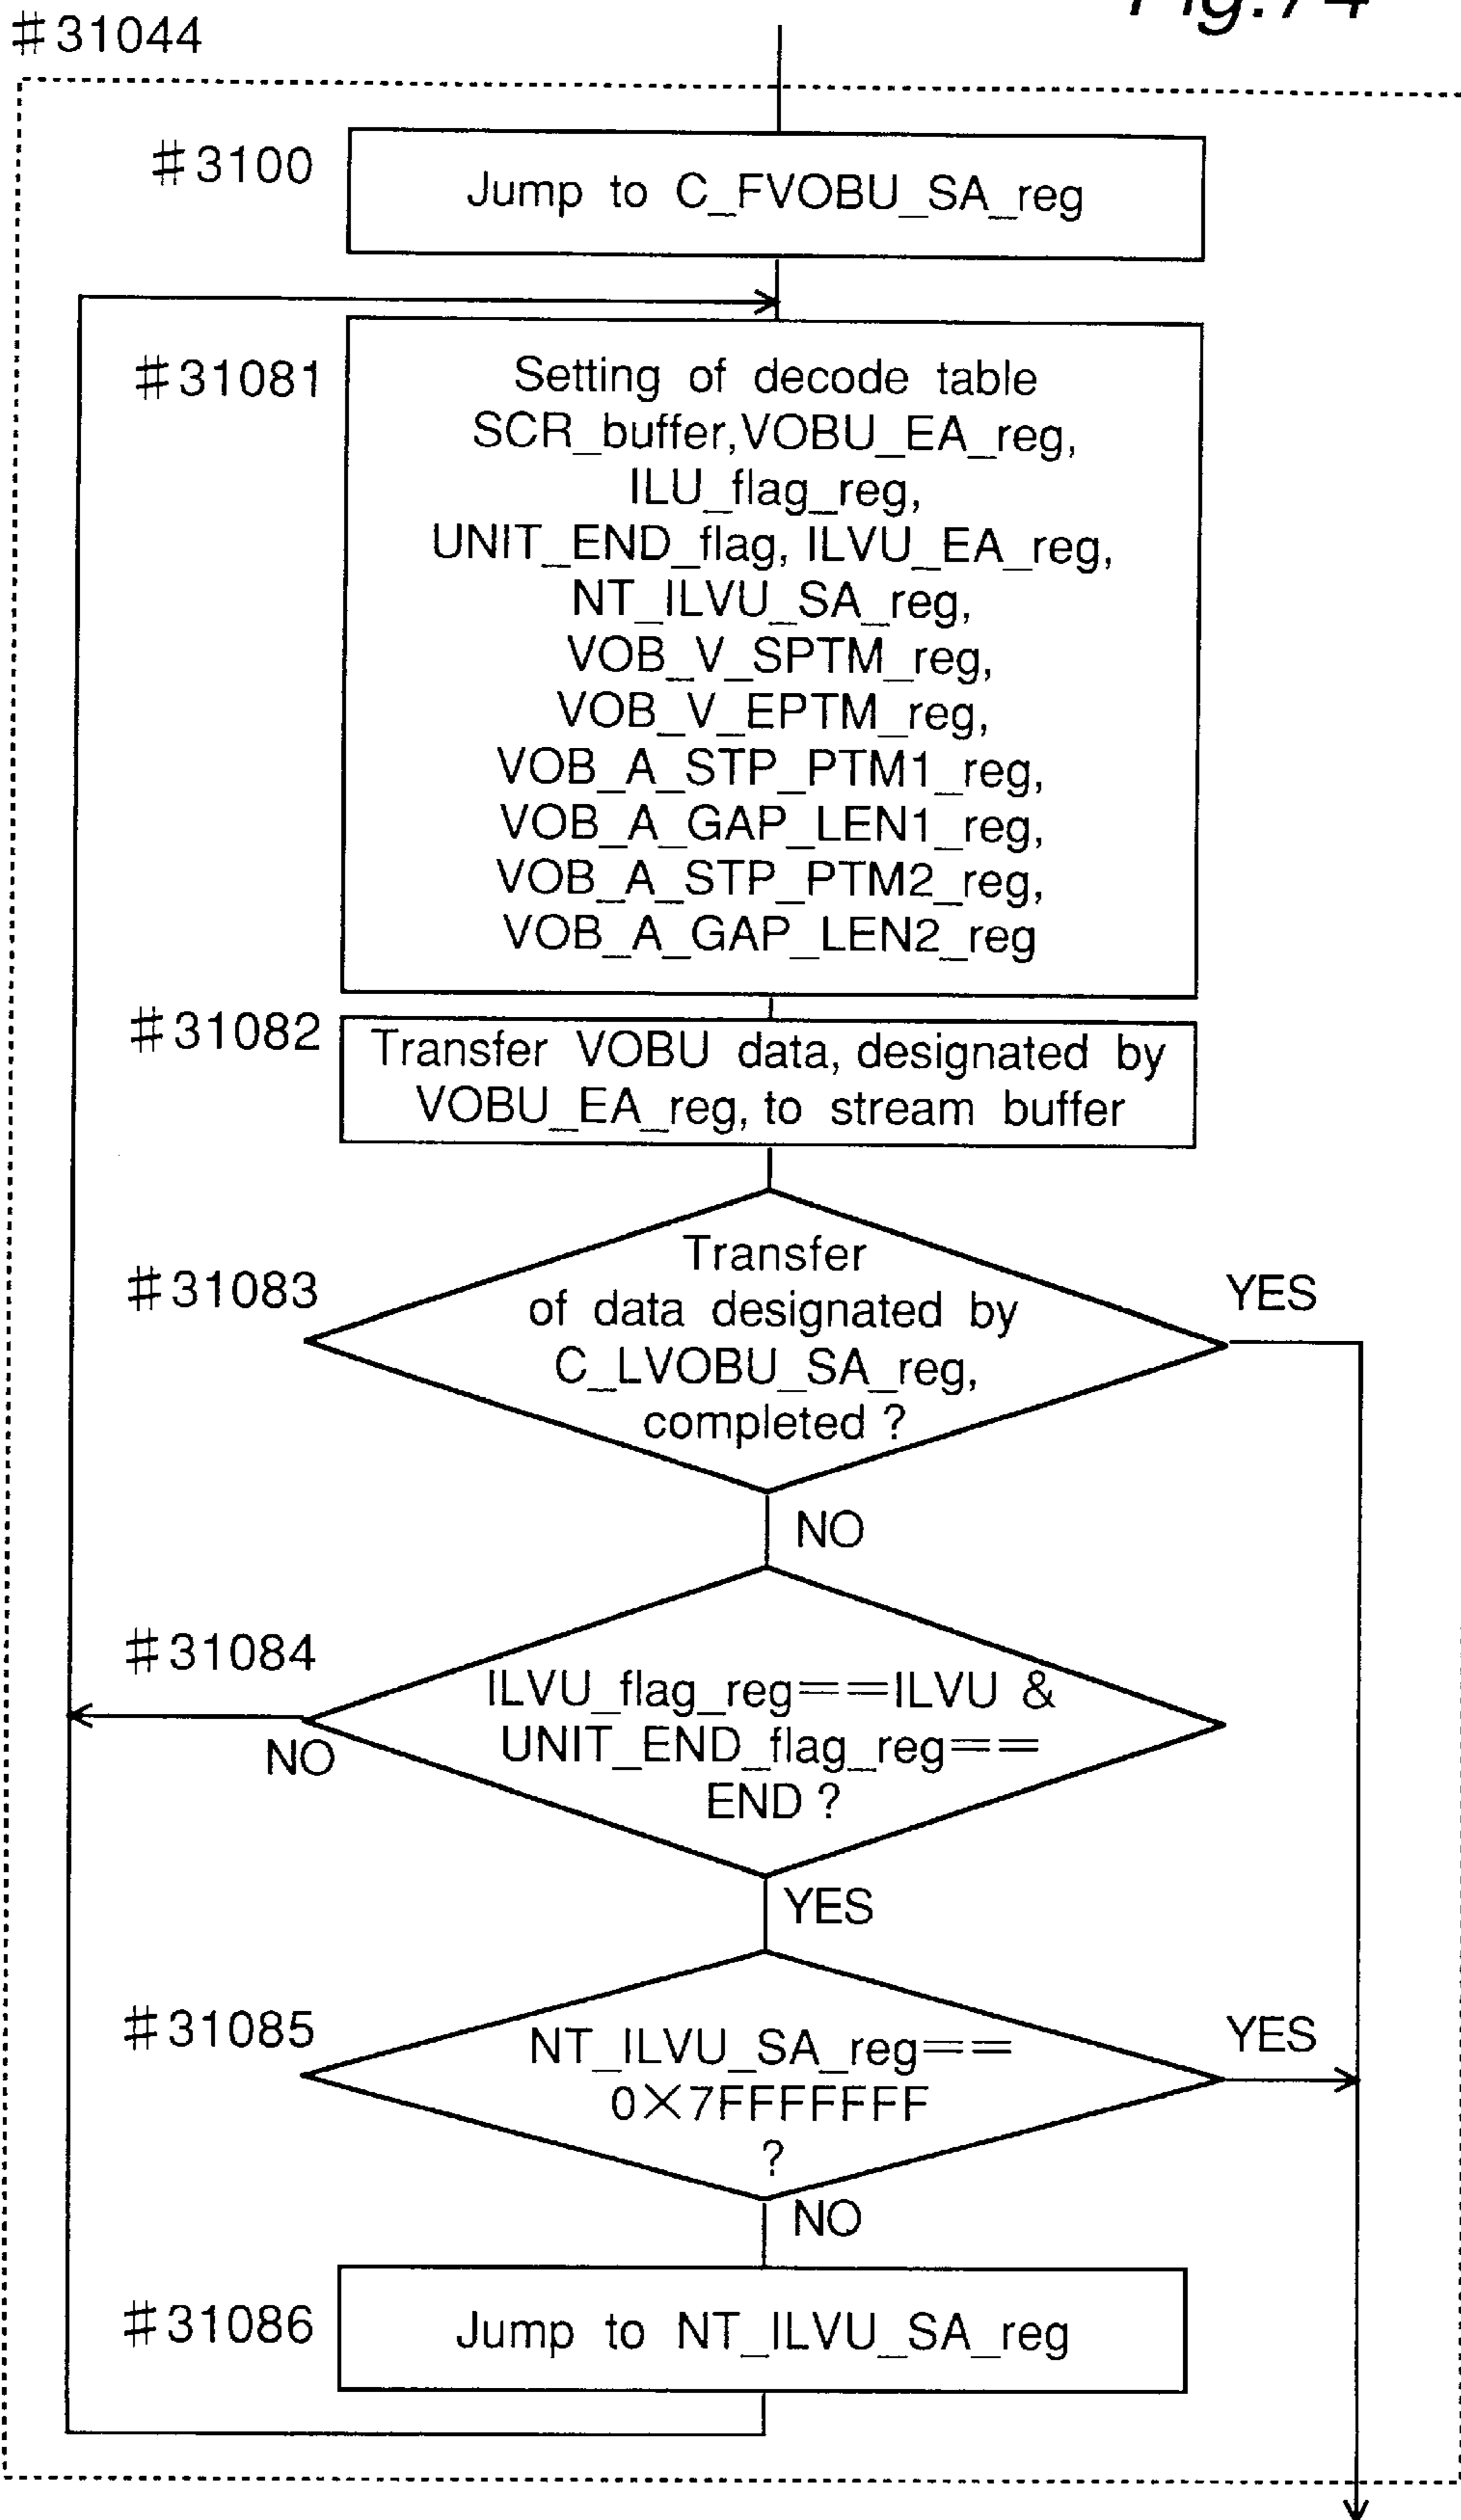 Fig.74
#31044
#3100
Jump to C_FVOBU_SA_reg
#31081
Setting of decode table
SCR_buffer,VOBU_EA_reg,
ILU_flag_reg,
UNIT_END_flag, ILVU_EA_reg,
NT_ILVU_SA_reg,
VOB_V_SPTM_reg,
VOB_V_EPTM_reg,
VOB_A_STP_PTM1_reg,
VOB_A_GAP_LEN1_reg,
VOB_A_STP_PTM2_reg,
VOB_A_GAP_LEN2_reg
#31082
Transfer VOBU data, designated by
VOBU_EA_reg, to stream buffer
#31083
Transfer
of data designated by
C_LVOBU_SA_reg,
completed ?
YES
NO
#31084
ILVU_flag_reg==ILVU &
UNIT_END_flag_reg==
END ?
NO
YES
#31085
NT_ILVU_SA_reg==
0X7FFFFFFF
?
YES
NO
#31086
Jump to NT_ILVU_SA_reg